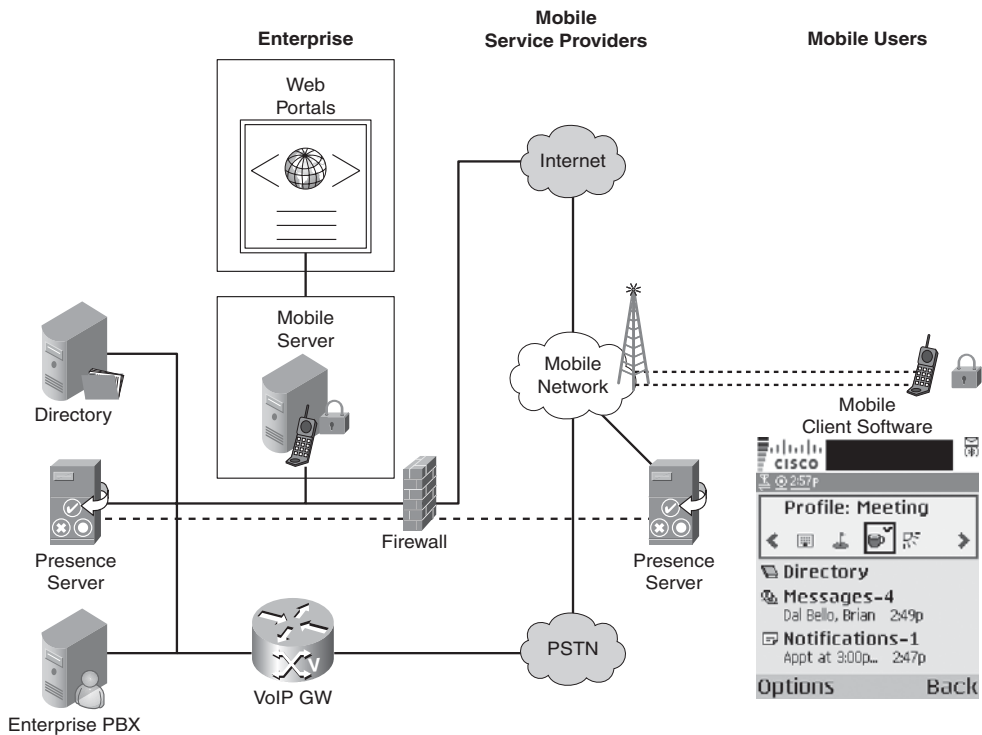 Enterprise
Mobile
Service Providers
Mobile Users
Web
Portals
Internet
Mobile
Server
Mobile
Network
Directory
Mobile
Client Software
CISCO
2:57p
Profile: Meeting
Directory
Messages-4
Dal Bello, Brian 2:49p
Notifications-1
Appt at 3:00p... 2:47p
Options Back
Firewall
Presence
Server
Presence
Server
PSTN
V
VoIP GW
Enterprise PBX